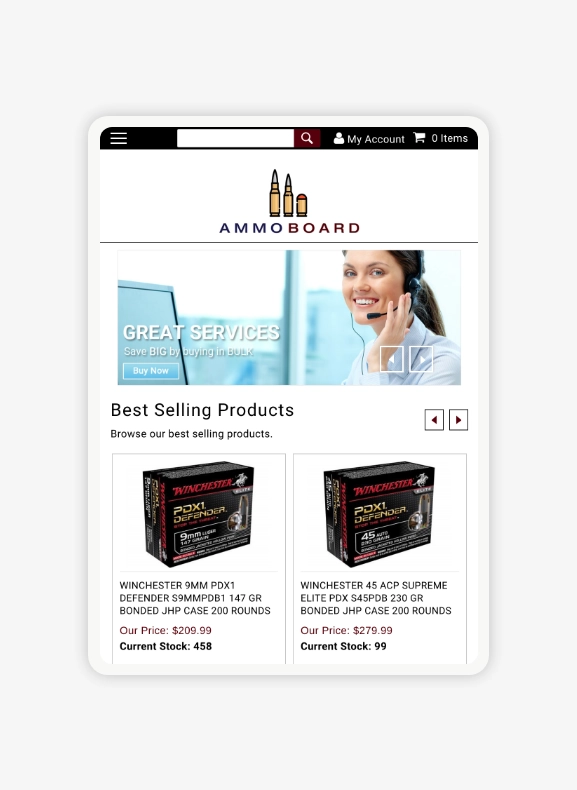 My Account
0 Items
AMMOBOARD
GREAT SERVICES
Save BIG by buying in BULK
Buy Now
Best Selling Products
Browse our best selling products.
WINCHESTER
ELITE
PDX1
DEFENDER
9mm LUGER
147 GRAIN
WINCHESTER
ELITE
PDX1
DEFENDER
45 AUTO
230 GRAIN
WINCHESTER 9MM PDX1
DEFENDER S9MMPDB1 147 GR
BONDED JHP CASE 200 ROUNDS
Our Price: $209.99
Current Stock: 458
WINCHESTER 45 ACP SUPREME
ELITE PDX S45PDB 230 GR
BONDED JHP CASE 200 ROUNDS
Our Price: $279.99
Current Stock: 99